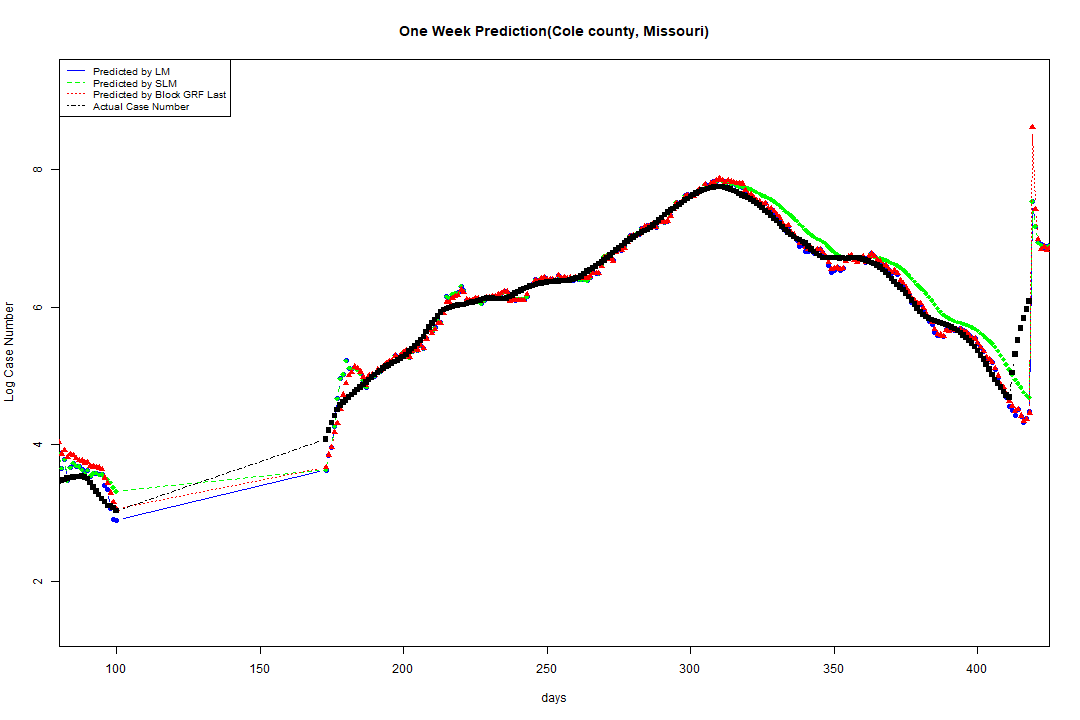 One Week Prediction(Cole county, Missouri)
Predicted by LM
Predicted by SLM
Predicted by Block GRF Last
Actual Case Number
Log Case Number
8
6
4
2
100 150 200 250 300 350 400
days